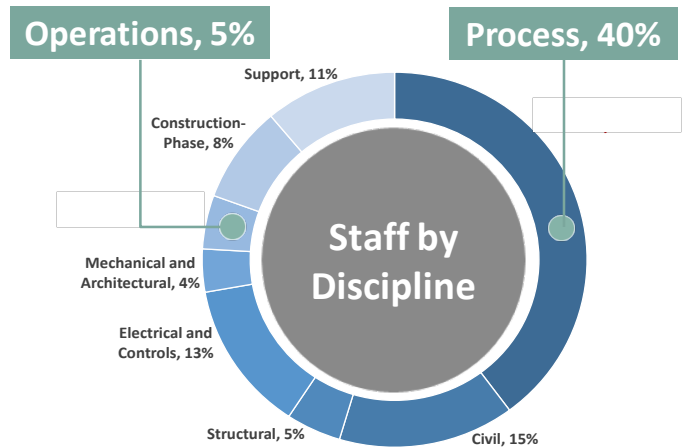 Operations, 5%
Process, 40%
Support, 11%
Construction-
Phase, 8%
Staff by
Discipline
Mechanical and
Architectural, 4%
Electrical and
Controls, 13%
Structural, 5%
Civil, 15%